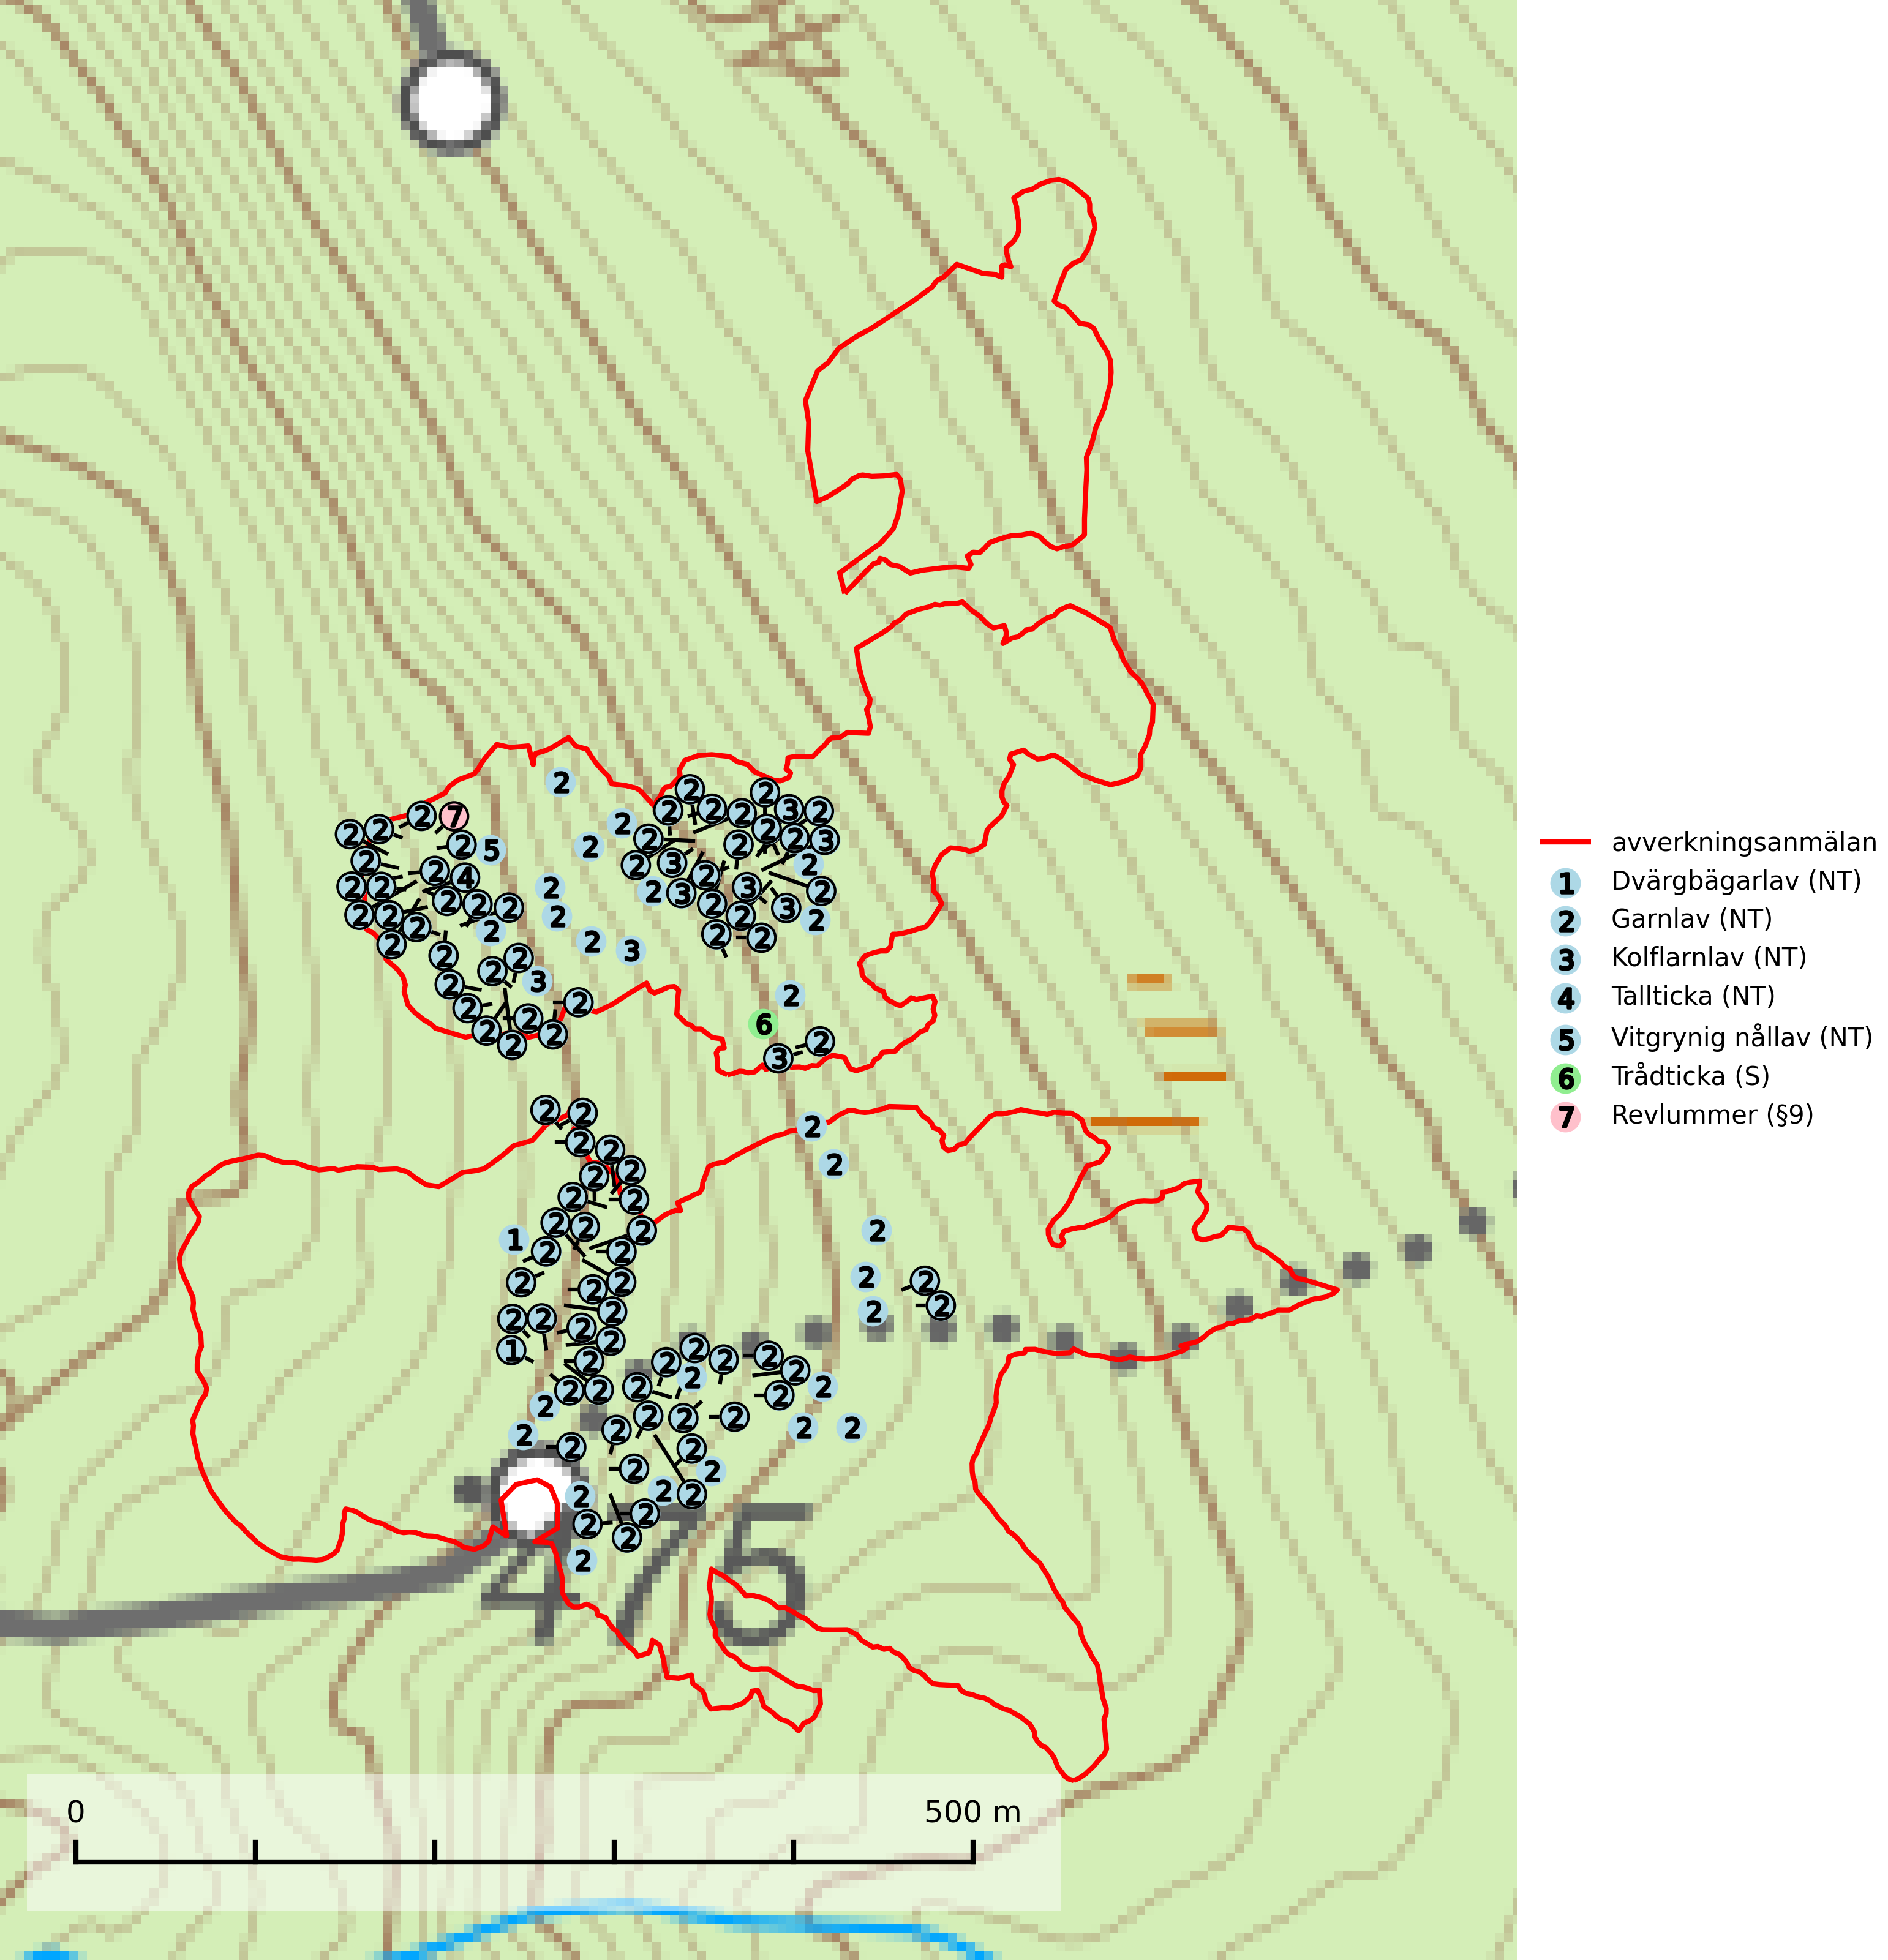 avverkningsanmälan
1 Dvärgbägarlav (NT)
2 Garnlav (NT)
3 Kolflarnlav (NT)
4 Tallticka (NT)
5 Vitgrynig nållav (NT)
6 Trådticka (S)
7 Revlummer (§9)
475
0 500 m